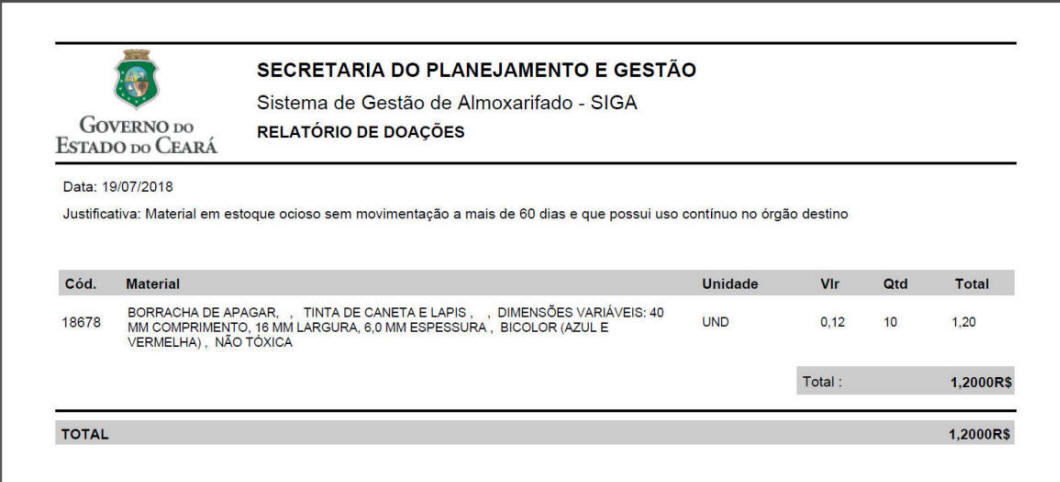 GOVERNO DO
ESTADO DO CEARÁ
SECRETARIA DO PLANEJAMENTO E GESTÃO
Sistema de Gestão de Almoxarifado - SIGA
RELATÓRIO DE DOAÇÕES
Data: 19/07/2018
Justificativa: Material em estoque ocioso sem movimentação a mais de 60 dias e que possui uso contínuo no órgão destino
Cód. Material Unidade Vlr Qtd Total
18678 BORRACHA DE APAGAR, , TINTA DE CANETA E LAPIS , , DIMENSÕES VARIÁVEIS: 40 UND 0,12 10 1,20
MM COMPRIMENTO, 16 MM LARGURA, 6,0 MM ESPESSURA , BICOLOR (AZUL E
VERMELHA) , NÃO TÓXICA
Total : 1,2000R$
TOTAL 1,2000R$